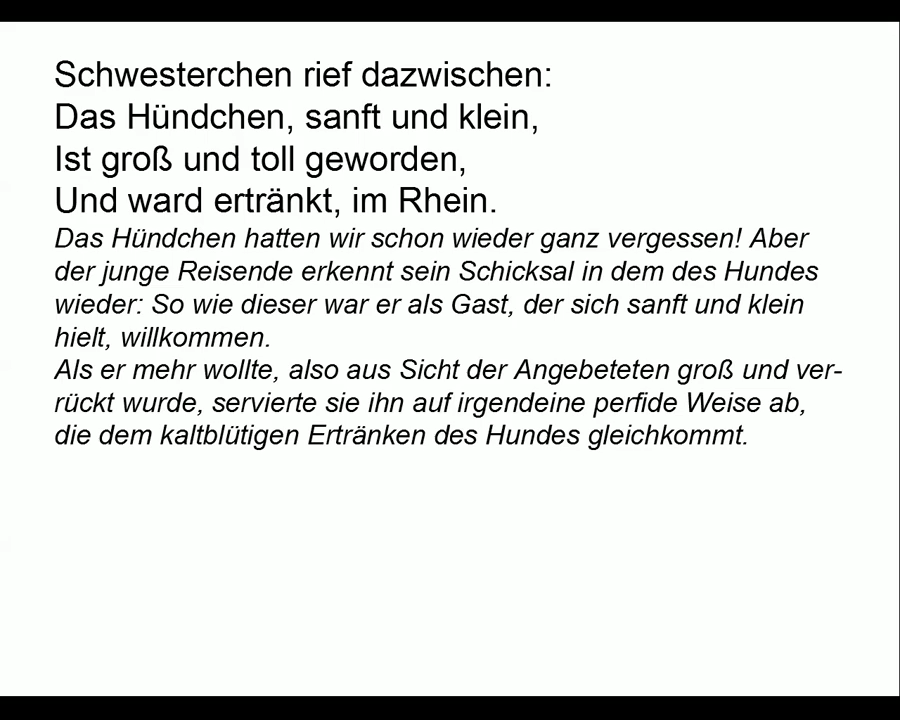 Schwesterchen rief dazwischen:
Das Hündchen, sanft und klein,
Ist groß und toll geworden,
Und ward ertränkt, im Rhein.
Das Hündchen hatten wir schon wieder ganz vergessen! Aber
der junge Reisende erkennt sein Schicksal in dem des Hundes
wieder: So wie dieser war er als Gast, der sich sanft und klein
hielt, willkommen.
Als er mehr wollte, also aus Sicht der Angebeteten groß und ver-
rückt wurde, servierte sie ihn auf irgendeine perfide Weise ab,
die dem kaltblütigen Ertränken des Hundes gleichkommt.